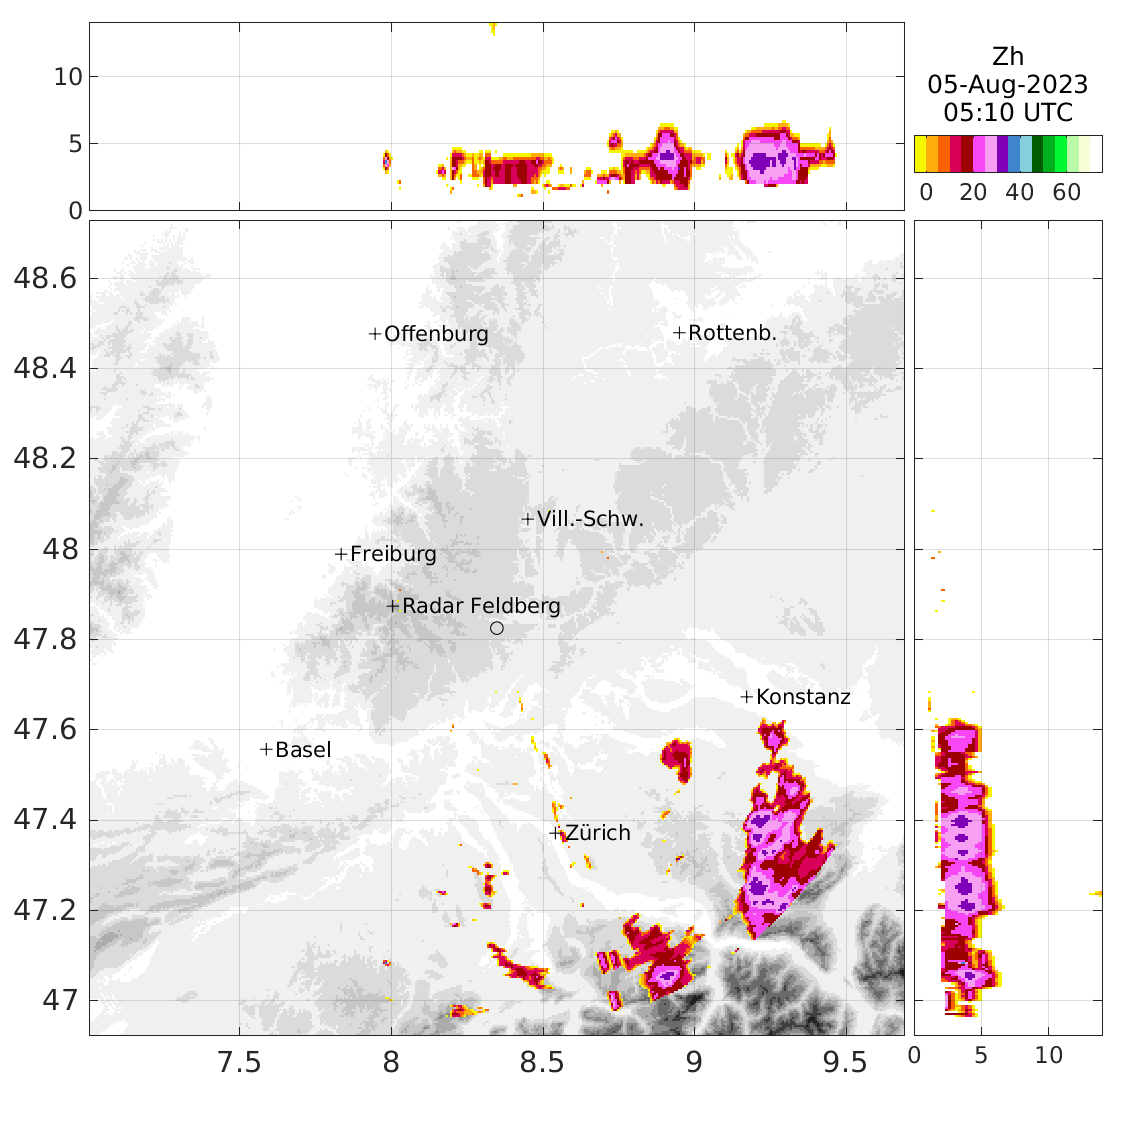 Zh
05-Aug-2023
05:10 UTC
10
5
0
0 20 40 60
48.6
48.4
48.2
48
47.8
47.6
47.4
47.2
47
+Offenburg
+Rottenb.
+Vill.-Schw.
+Freiburg
+Radar Feldberg
+Konstanz
+Basel
+Zürich
7.5 8 8.5 9 9.5
0 5 10